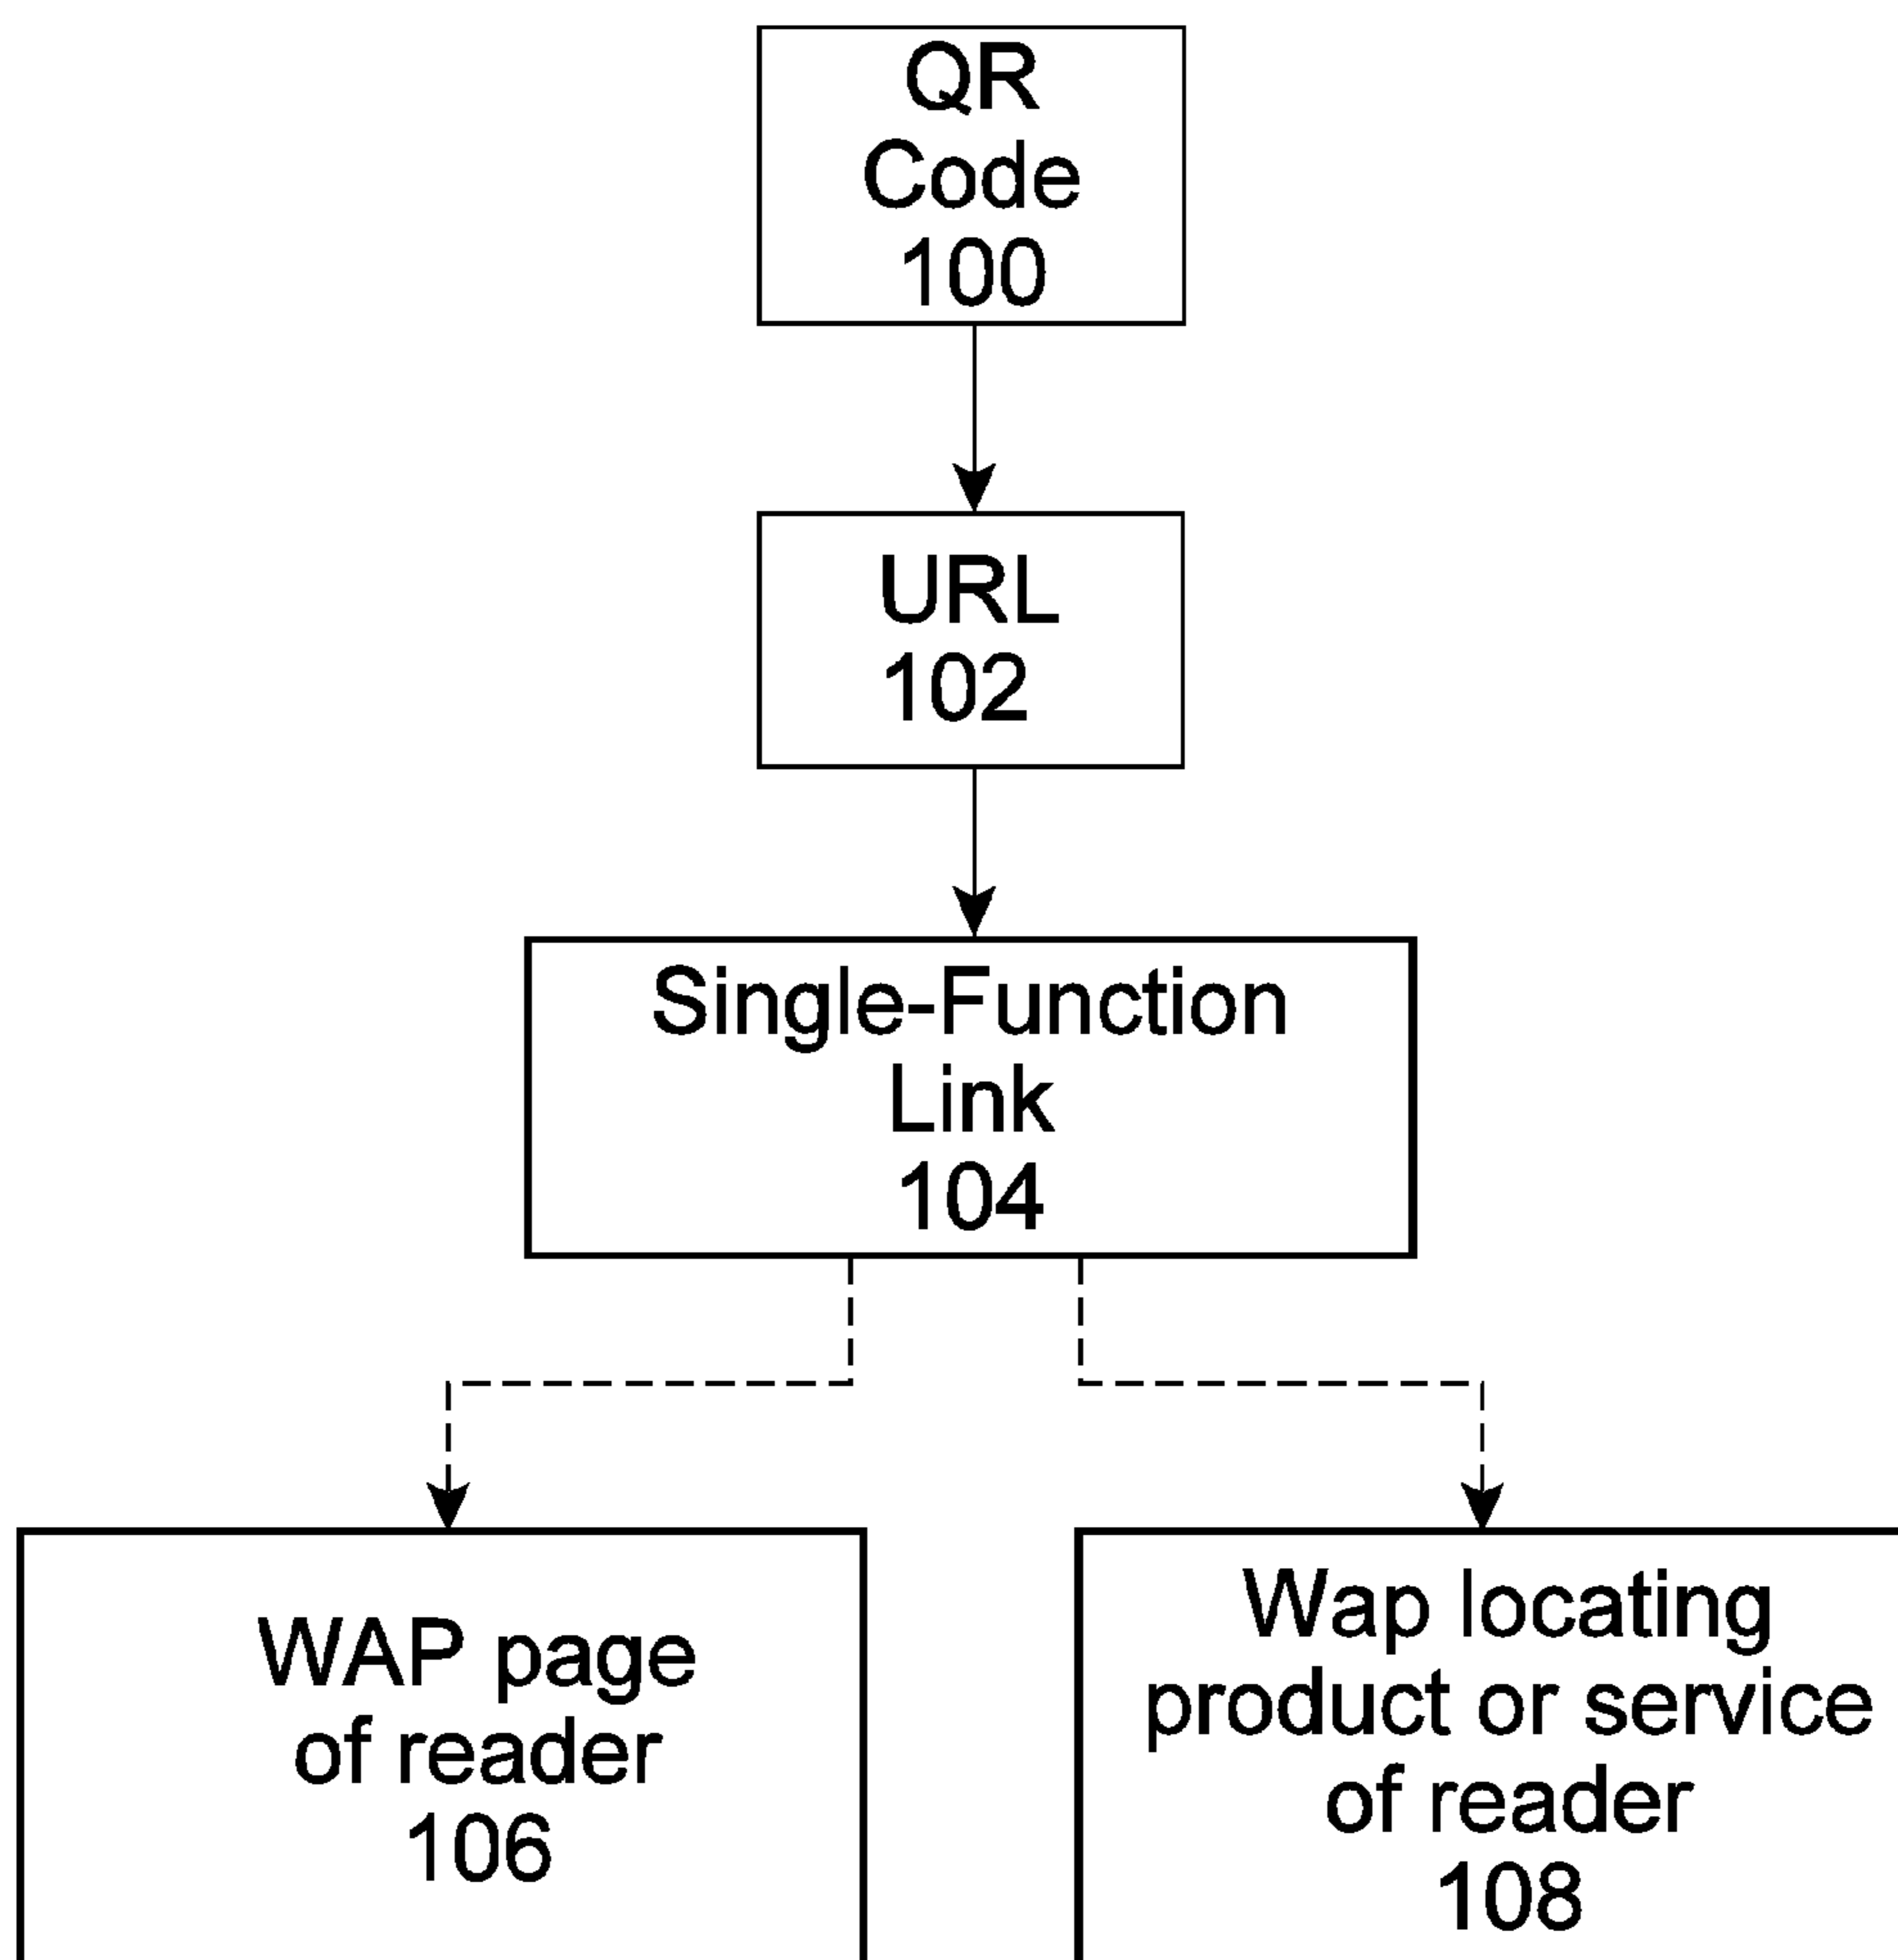 QR
Code
100
URL
102
Single-Function
Link
104
WAP page
of reader
106
Wap locating
product or service
of reader
108